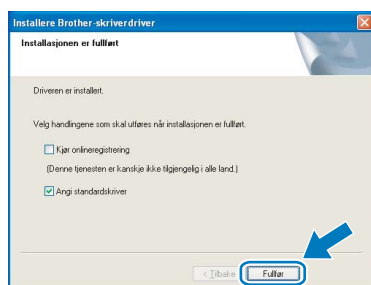 Installere Brother-skriverdriver
Installasjonen er fullført
Driveren er installert.
Velg handlingene som skal utføres når installasjonen er fullført.
Kjør onlineregistrering
(Denne tjenesten er kanskje ikke tilgjengelig i alle land.)
Angi standardskriver
< Tilbake
Fullfør